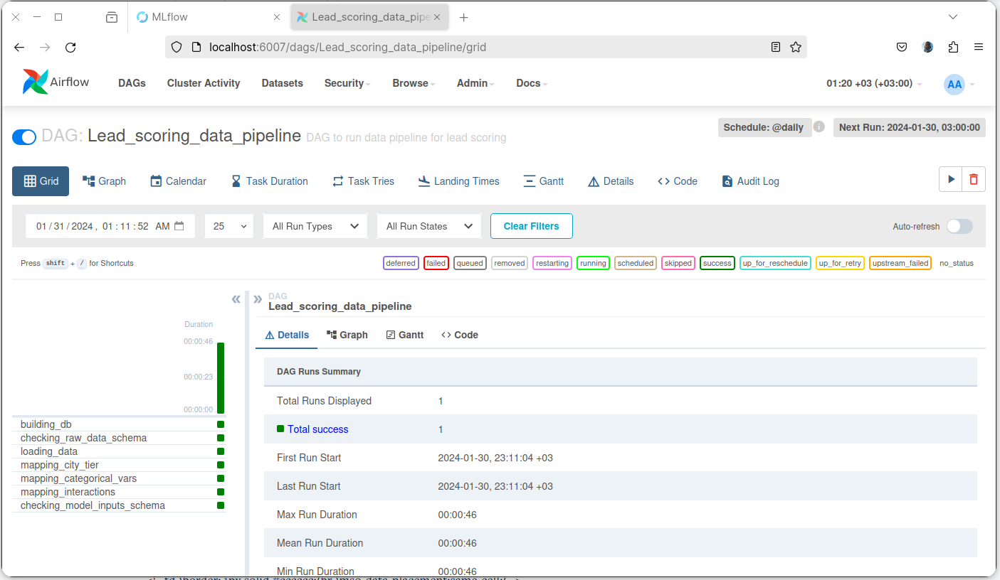 MLflow
Lead_scoring_data_pipe
localhost:6007/dags/Lead_scoring_data_pipeline/grid
Airflow DAGs Cluster Activity Datasets Security Browse Admin Docs 01:20 +03 (+03:00) AA
DAG: Lead_scoring_data_pipeline DAG to run data pipeline for lead scoring
Schedule: @daily i Next Run: 2024-01-30, 03:00:00
Grid Graph Calendar Task Duration Task Tries Landing Times Gantt Details Code Audit Log
01/31/2024, 01:11:52 AM 25 All Run Types All Run States Clear Filters Auto-refresh
Press shift + / for Shortcuts
deferred failed queued removed restarting running scheduled skipped success up_for_reschedule up_for_retry upstream_failed no_status
Duration
00:00:46
00:00:23
00:00:00
building_db
checking_raw_data_schema
loading_data
mapping_city_tier
mapping_categorical_vars
mapping_interactions
checking_model_inputs_schema
« »
DAG
Lead_scoring_data_pipeline
Details Graph Gantt Code
DAG Runs Summary
Total Runs Displayed 1
Total success 1
First Run Start 2024-01-30, 23:11:04 +03
Last Run Start 2024-01-30, 23:11:04 +03
Max Run Duration 00:00:46
Mean Run Duration 00:00:46
Min Run Duration 00:00:46